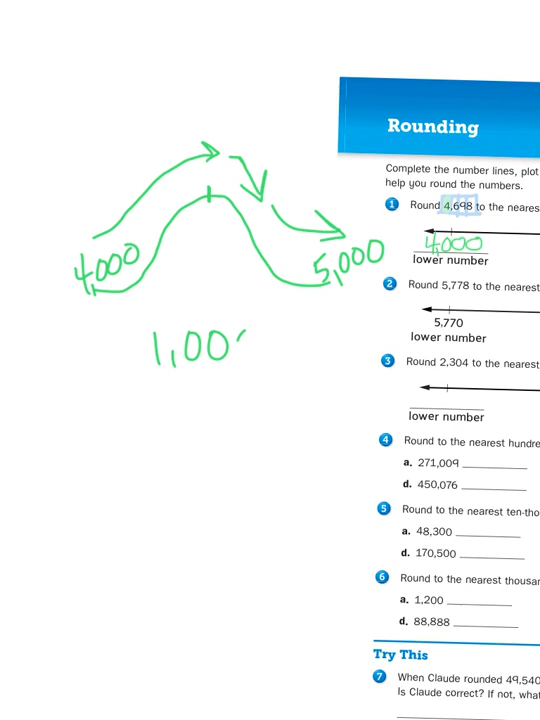 Rounding
Complete the number lines, plot
help you round the numbers.
1 Round 4,698 to the neares
4,000
lower number
4,000
5,000
1,00
2 Round 5,778 to the nearest
5,770
lower number
3 Round 2,304 to the nearest
lower number
4 Round to the nearest hundre
a. 271,009
d. 450,076
5 Round to the nearest ten-tho
a. 48,300
d. 170,500
6 Round to the nearest thousan
a. 1,200
d. 88,888
Try This
7 When Claude rounded 49,540
Is Claude correct? If not, what